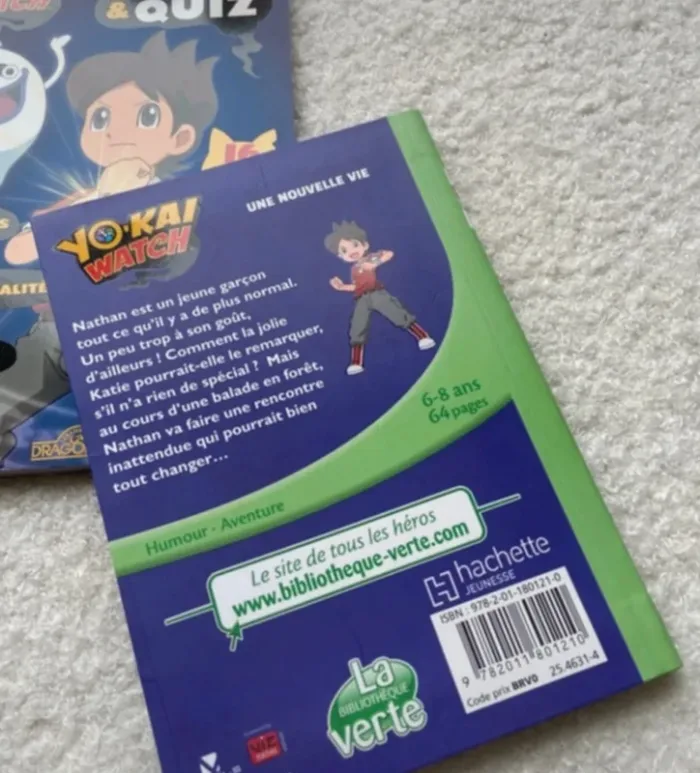 & QUIZ
16
ALITÉ
DRAGO
YO-KAI
WATCH
UNE NOUVELLE VIE
Nathan est un jeune garçon
tout ce qu'il y a de plus normal.
Un peu trop à son goût,
d'ailleurs ! Comment la jolie
Katie pourrait-elle le remarquer,
s'il n'a rien de spécial ? Mais
au cours d'une balade en forêt,
Nathan va faire une rencontre
inattendue qui pourrait bien
tout changer...
6-8 ans
64 pages
Humour - Aventure
Le site de tous les héros
www.bibliotheque-verte.com
hachette
JEUNESSE
ISBN : 978-2-01-180121-0
9 782011 801210
Code prix BRV0 25.4631-4
La
BIBLIOTHÈQUE
verte